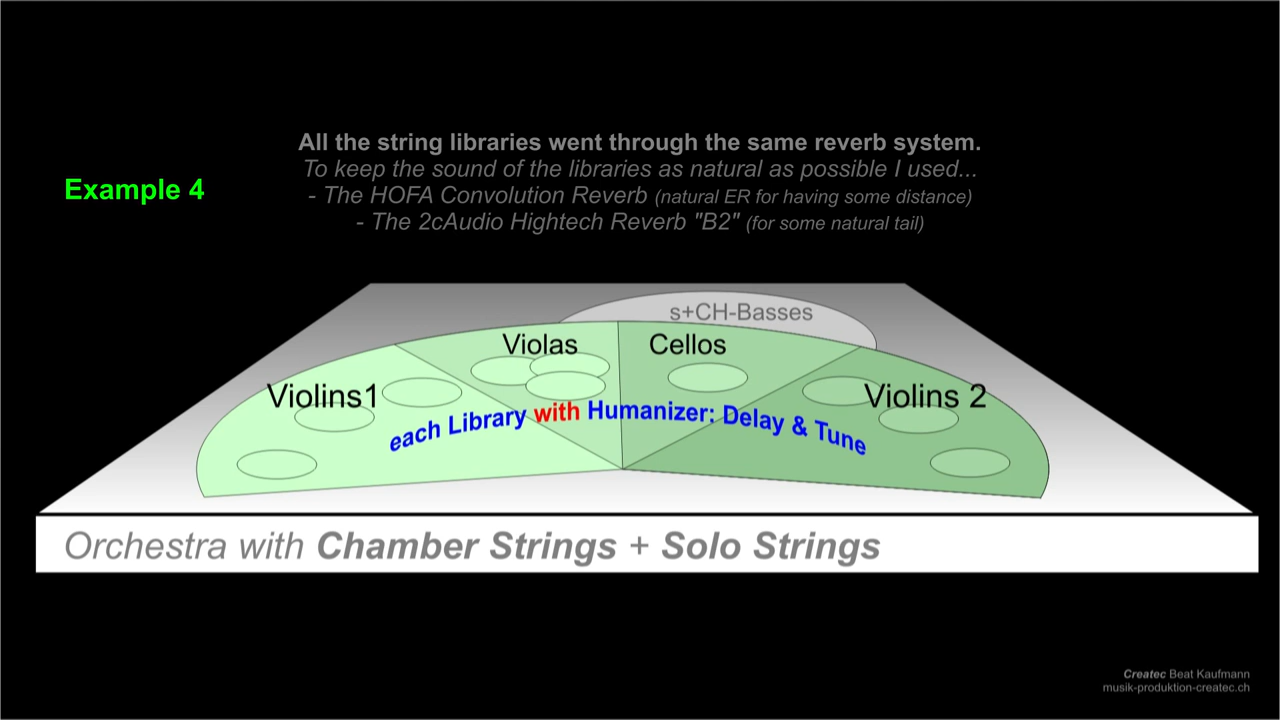 All the string libraries went through the same reverb system.
To keep the sound of the libraries as natural as possible I used...
Example 4
- The HOFA Convolution Reverb (natural ER for having some distance)
- The 2cAudio Hightech Reverb "B2" (for some natural tail)
s+CH-Basses
Violas
Cellos
Violins1
Violins 2
each Library with Humanizer: Delay & Tune
Orchestra with Chamber Strings + Solo Strings
Createc Beat Kaufmann
musik-produktion-createc.ch